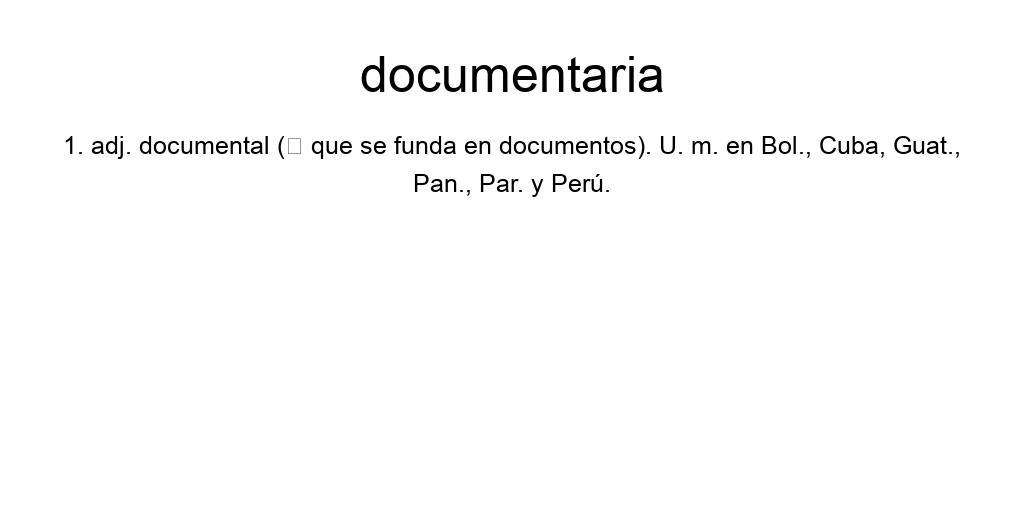 documentaria
1. adj. documental (▯ que se funda en documentos). U. m. en Bol., Cuba, Guat.,
Pan., Par. y Perú.